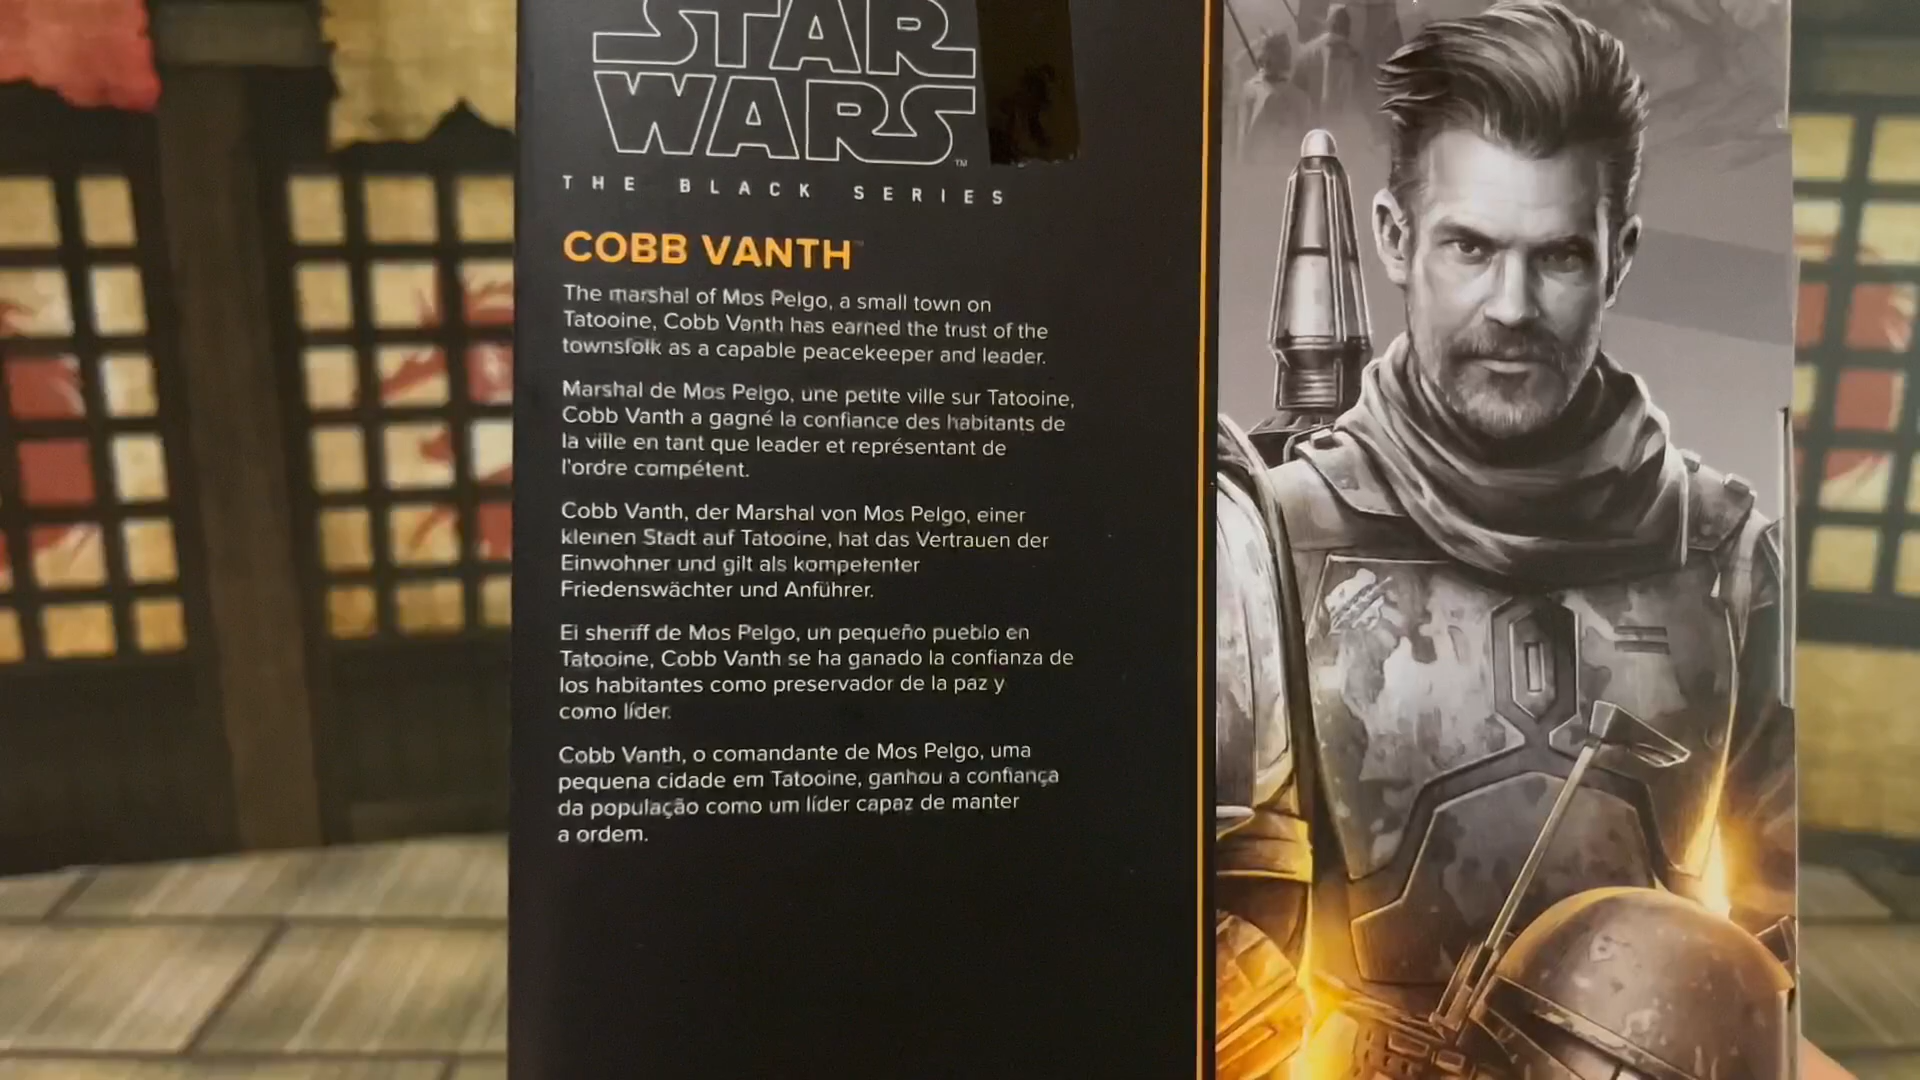 STAR
WARS™
THE BLACK SERIES
COBB VANTH™
The marshal of Mos Pelgo, a small town on
Tatooine, Cobb Vanth has earned the trust of the
townsfolk as a capable peacekeeper and leader.
Marshal de Mos Pelgo, une petite ville sur Tatooine,
Cobb Vanth a gagné la confiance des habitants de
la ville en tant que leader et représentant de
l'ordre compétent.
Cobb Vanth, der Marshal von Mos Pelgo, einer
kleinen Stadt auf Tatooine, hat das Vertrauen der
Einwohner und gilt als kompetenter
Friedenswächter und Anführer.
El sheriff de Mos Pelgo, un pequeño pueblo en
Tatooine, Cobb Vanth se ha ganado la confianza de
los habitantes como preservador de la paz y
como líder.
Cobb Vanth, o comandante de Mos Pelgo, uma
pequena cidade em Tatooine, ganhou a confiança
da população como um líder capaz de manter
a ordem.